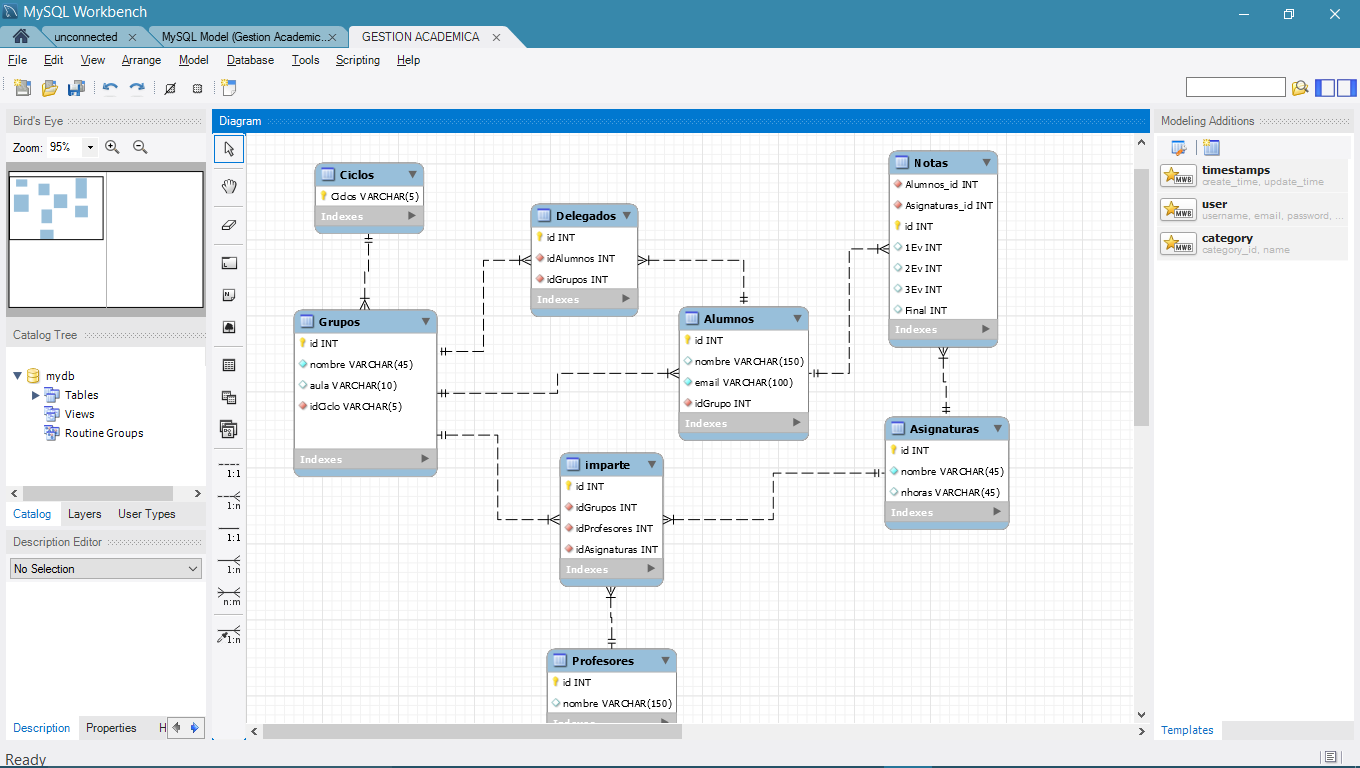 MySQL Workbench
unconnected
MySQL Model (Gestion Academic...
GESTION ACADEMICA
File Edit View Arrange Model Database Tools Scripting Help
Bird's Eye
Zoom: 95%
Catalog Tree
mydb
Tables
Views
Routine Groups
Catalog Layers User Types
Description Editor
No Selection
Description Properties H
Ready
Diagram
1:1
1:n
1:1
1:n
n:m
1:n
Ciclos
Ciclos VARCHAR(5)
Indexes
Grupos
id INT
nombre VARCHAR(45)
aula VARCHAR(10)
idCiclo VARCHAR(5)
Indexes
Delegados
id INT
idAlumnos INT
idGrupos INT
Indexes
Alumnos
id INT
nombre VARCHAR(150)
email VARCHAR(100)
idGrupo INT
Indexes
Notas
Alumnos_id INT
Asignaturas_id INT
id INT
1Ev INT
2Ev INT
3Ev INT
Final INT
Indexes
Asignaturas
id INT
nombre VARCHAR(45)
nhoras VARCHAR(45)
Indexes
imparte
id INT
idGrupos INT
idProfesores INT
idAsignaturas INT
Indexes
Profesores
id INT
nombre VARCHAR(150)
Indexes
Modeling Additions
MWB
timestamps
create_time, update_time
MWB
user
username, email, password, ...
MWB
category
category_id, name
Templates